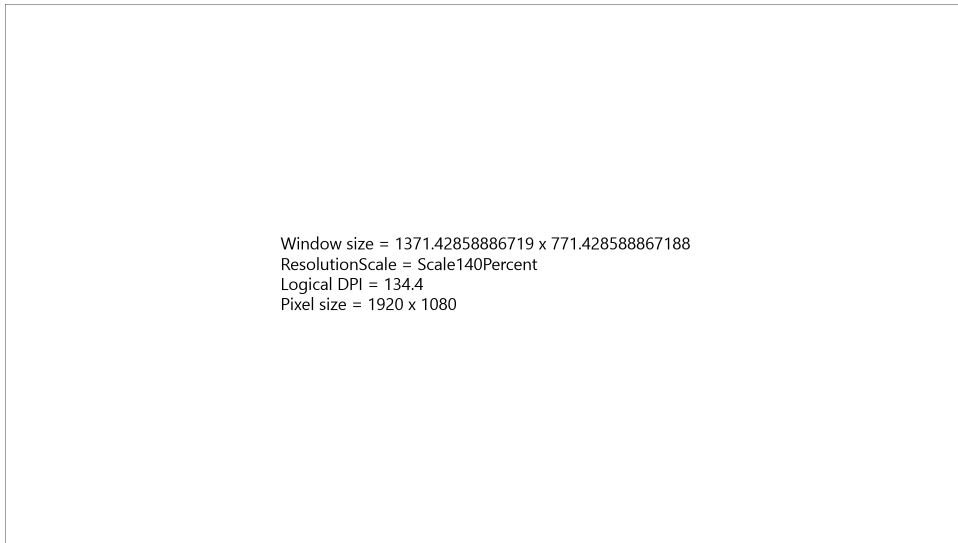 Window size = 1371.42858886719 x 771.428588867188
ResolutionScale = Scale140Percent
Logical DPI = 134.4
Pixel size = 1920 x 1080